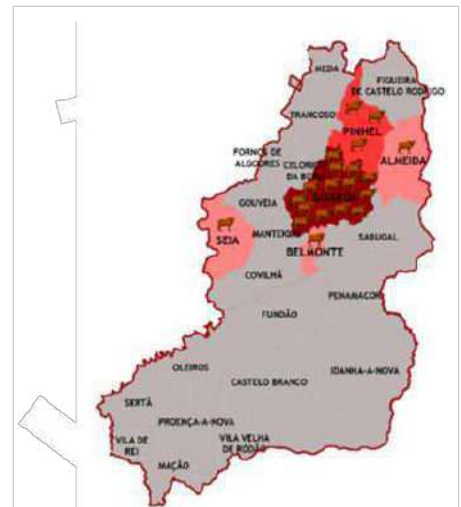 MEDA
FIGUEIRA
DE CASTELO RODRIGO
TRANCOSO
PINHEL
FORNOS DE
ALGODRES
CELORICO
DA BEIRA
ALMEIDA
GOUVEIA
MANTEIGAS
SABUGAL
SEIA
BELMONTE
COVILHÃ
PENAMACOR
FUNDÃO
OLEIROS
IDANHA-A-NOVA
CASTELO BRANCO
SERTÃ
PROENÇA-A-NOVA
VILA DE
REI
VILA VELHA
DE RODÃO
MAÇÃO